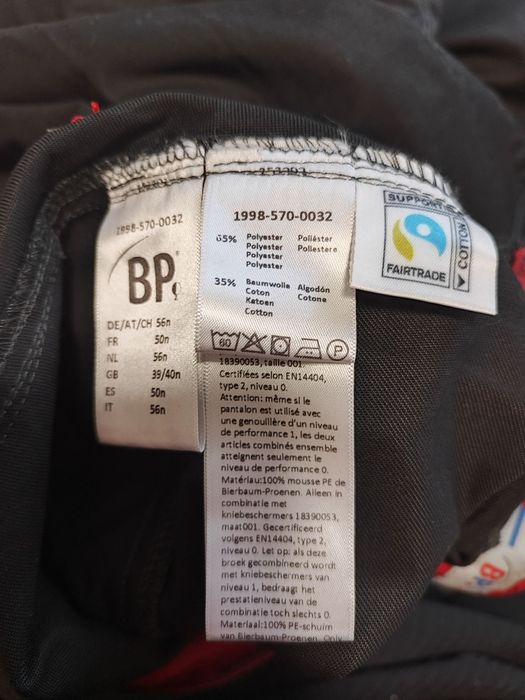 1998-570-0032
BP
DE/AT/CH 56n
FR 50n
NL 56n
GB 39/40n
ES 50n
IT 56n
1998-570-0032
65% Polyester Poliéster
Polyester Poliestere
Polyester
Polyester
35% Baumwolle Algodón
Coton Cotone
Katoen
Cotton
60 P
18390053, taille 001.
Certifiées selon EN14404,
type 2, niveau 0.
Attention: même si le
pantalon est utilisé avec
une genouillère d'un niveau
de performance 1, les deux
articles combinés ensemble
atteignent seulement le
niveau de performance 0.
Matériau:100% mousse PE de
Bierbaum-Proenen. Alleen in
combinatie met
kniebeschermers 18390053,
maat001. Gecertificeerd
volgens EN14404, type 2,
niveau 0. Let op: als deze
broek gecombineerd wordt
met kniebeschermers van
niveau 1, bedraagt het
prestatieniveau van de
combinatie toch slechts 0.
Materiaal:100% PE-schuim
van Bierbaum-Proenen. Only
SUPPORTS
FAIRTRADE
COTTON
BP